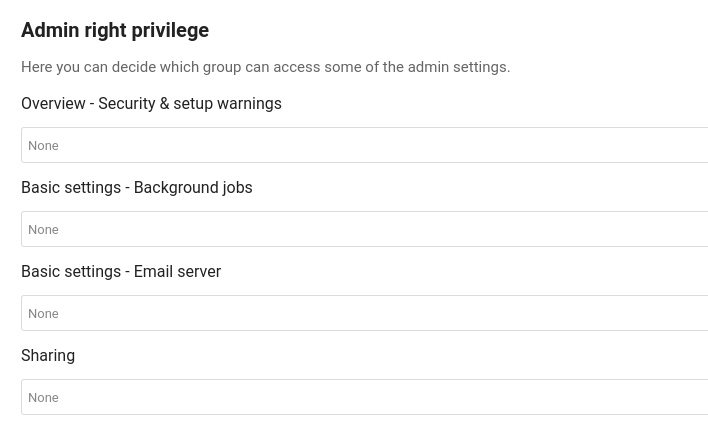 Admin right privilege
Here you can decide which group can access some of the admin settings.
Overview - Security & setup warnings
None
Basic settings - Background jobs
None
Basic settings - Email server
None
Sharing
None